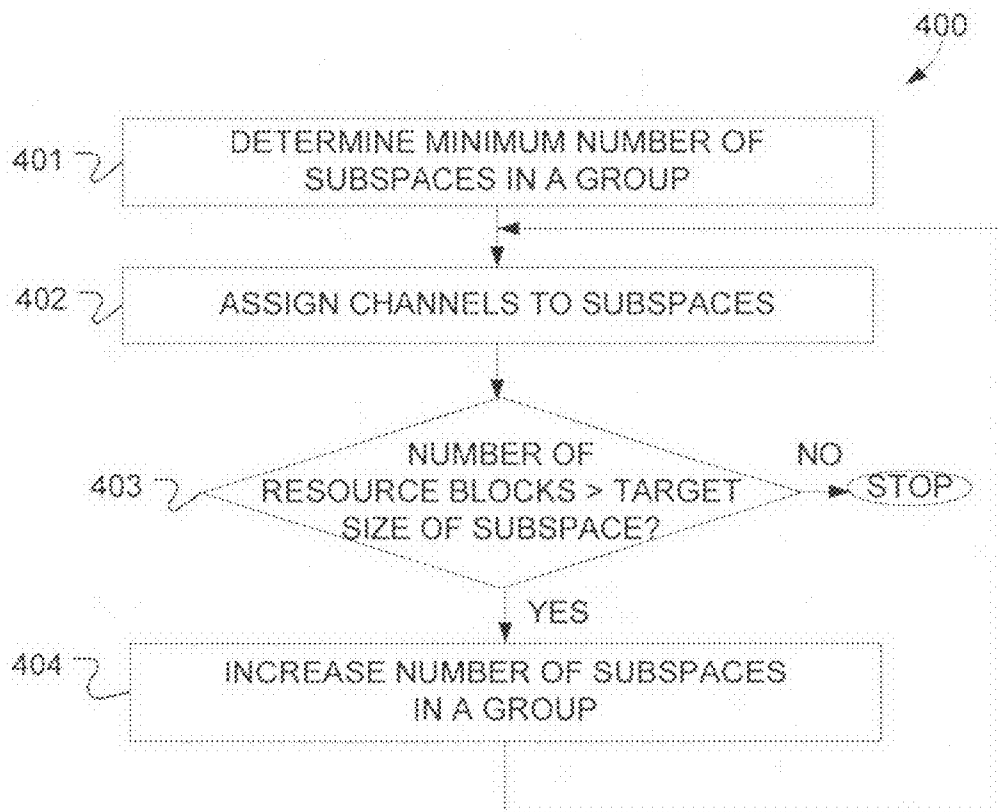 400
401
DETERMINE MINIMUM NUMBER OF
SUBSPACES IN A GROUP
402
ASSIGN CHANNELS TO SUBSPACES
403
NUMBER OF
RESOURCE BLOCKS > TARGET
SIZE OF SUBSPACE?
NO
STOP
YES
404
INCREASE NUMBER OF SUBSPACES
IN A GROUP